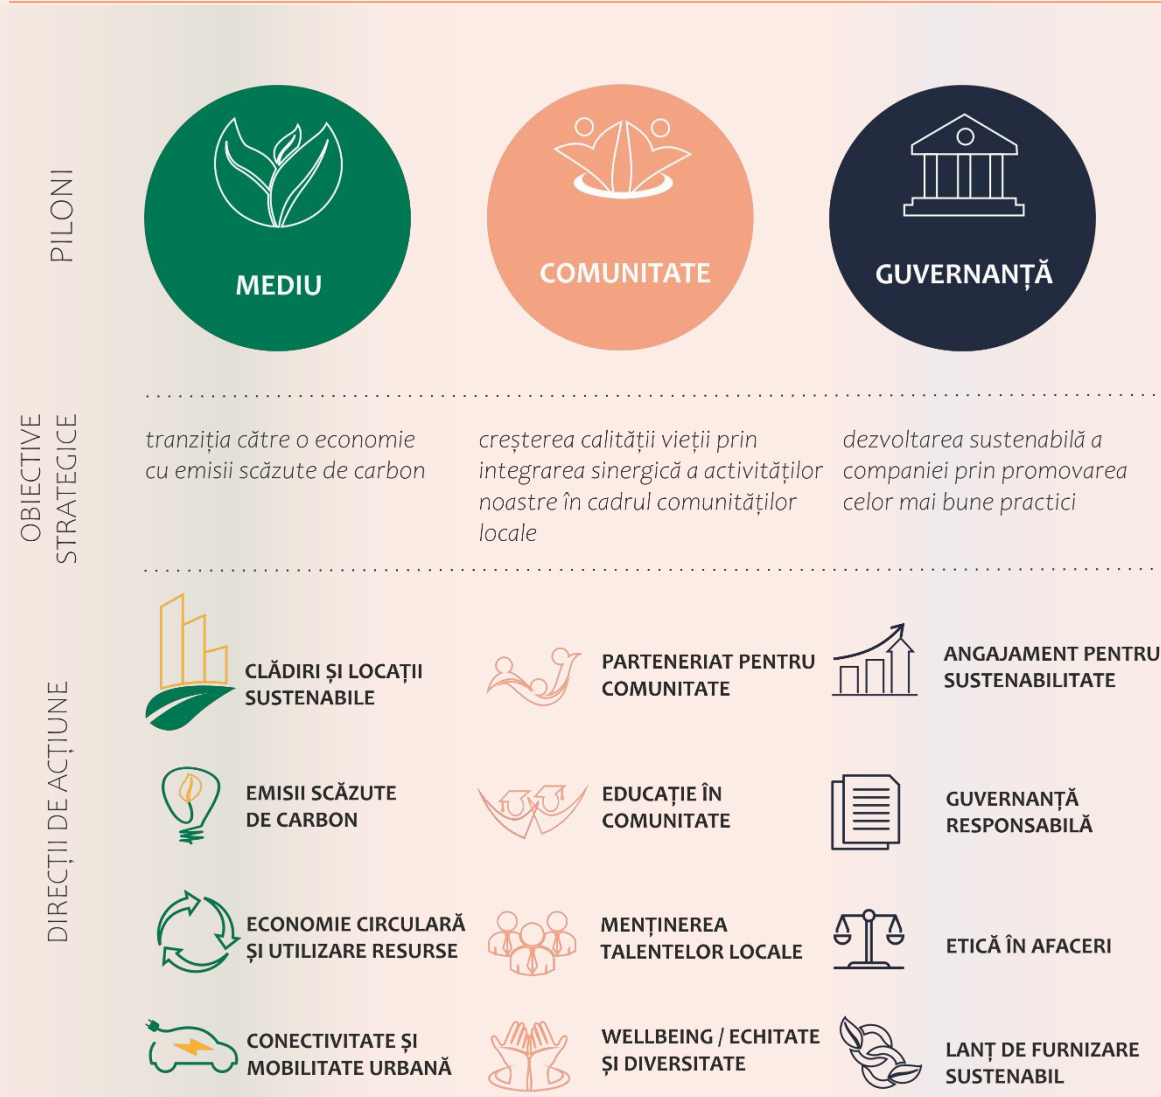 PILONI
MEDIU
COMUNITATE
GUVERNANȚĂ
OBIECTIVE
STRATEGICE
tranziția către o economie
cu emisii scăzute de carbon
creșterea calității vieții prin
integrarea sinergică a activităților
noastre în cadrul comunităților
locale
dezvoltarea sustenabilă a
companiei prin promovarea
celor mai bune practici
DIRECȚII DE ACȚIUNE
CLĂDIRI ȘI LOCAȚII
SUSTENABILE
PARTENERIAT PENTRU
COMUNITATE
ANGAJAMENT PENTRU
SUSTENABILITATE
EMISII SCĂZUTE
DE CARBON
EDUCAȚIE ÎN
COMUNITATE
GUVERNANȚĂ
RESPONSABILĂ
ECONOMIE CIRCULARĂ
ȘI UTILIZARE RESURSE
MENȚINEREA
TALENTELOR LOCALE
ETICĂ ÎN AFACERI
CONECTIVITATE ȘI
MOBILITATE URBANĂ
WELLBEING / ECHITATE
ȘI DIVERSITATE
LANȚ DE FURNIZARE
SUSTENABIL